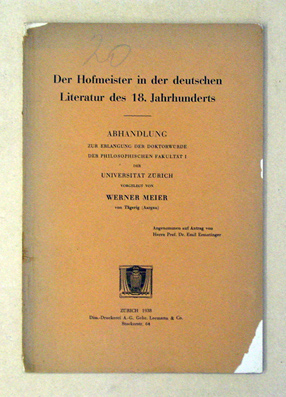 20
Der Hofmeister in der deutschen
Literatur des 18. Jahrhunderts
ABHANDLUNG
ZUR ERLANGUNG DER DOKTORWÜRDE
DER PHILOSOPHISCHEN FAKULTÄT I
DER
UNIVERSITÄT ZÜRICH
VORGELEGT VON
WERNER MEIER
von Tägerig (Aargau)
Angenommen auf Antrag von
Herrn Prof. Dr. Emil Ermatinger
ZÜRICH 1938
Diss.-Druckerei A.-G. Gebr. Leemann & Co.
Stockerstr. 64